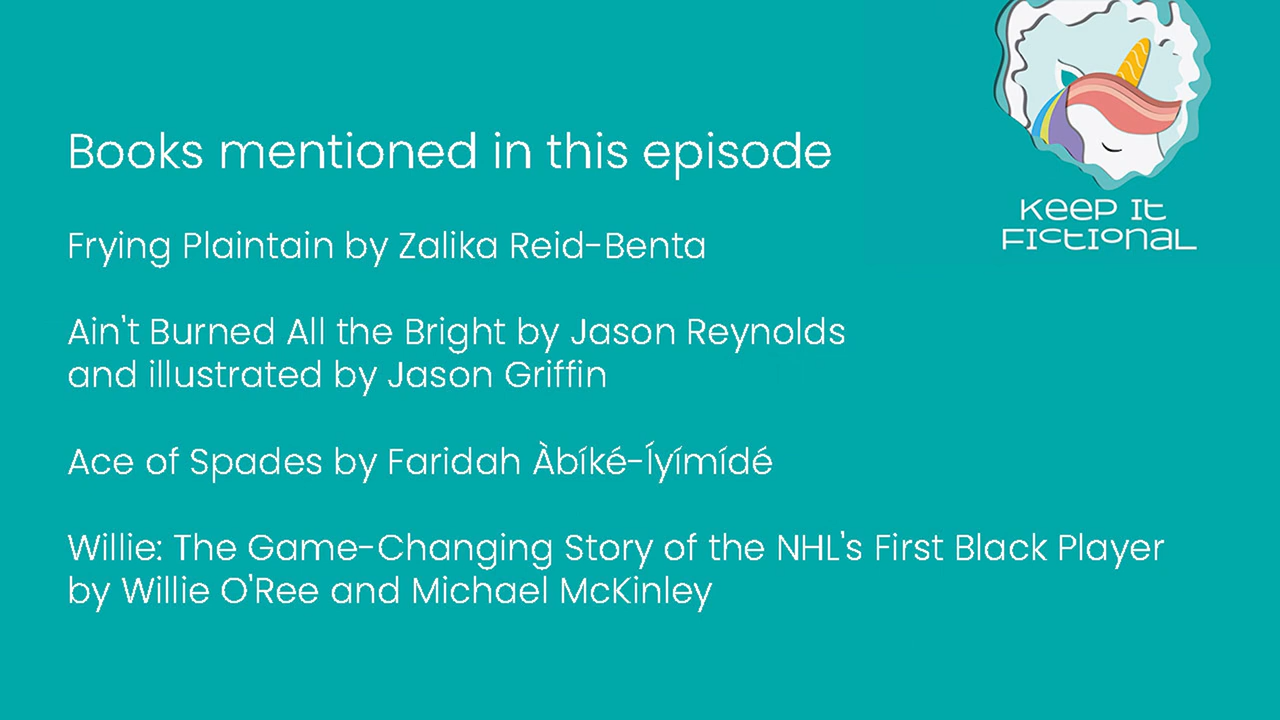 Books mentioned in this episode
KEEP IT
FICTIONAL
Frying Plaintain by Zalika Reid-Benta
Ain't Burned All the Bright by Jason Reynolds
and illustrated by Jason Griffin
Ace of Spades by Faridah Àbíké-Íyímídé
Willie: The Game-Changing Story of the NHL's First Black Player
by Willie O'Ree and Michael McKinley